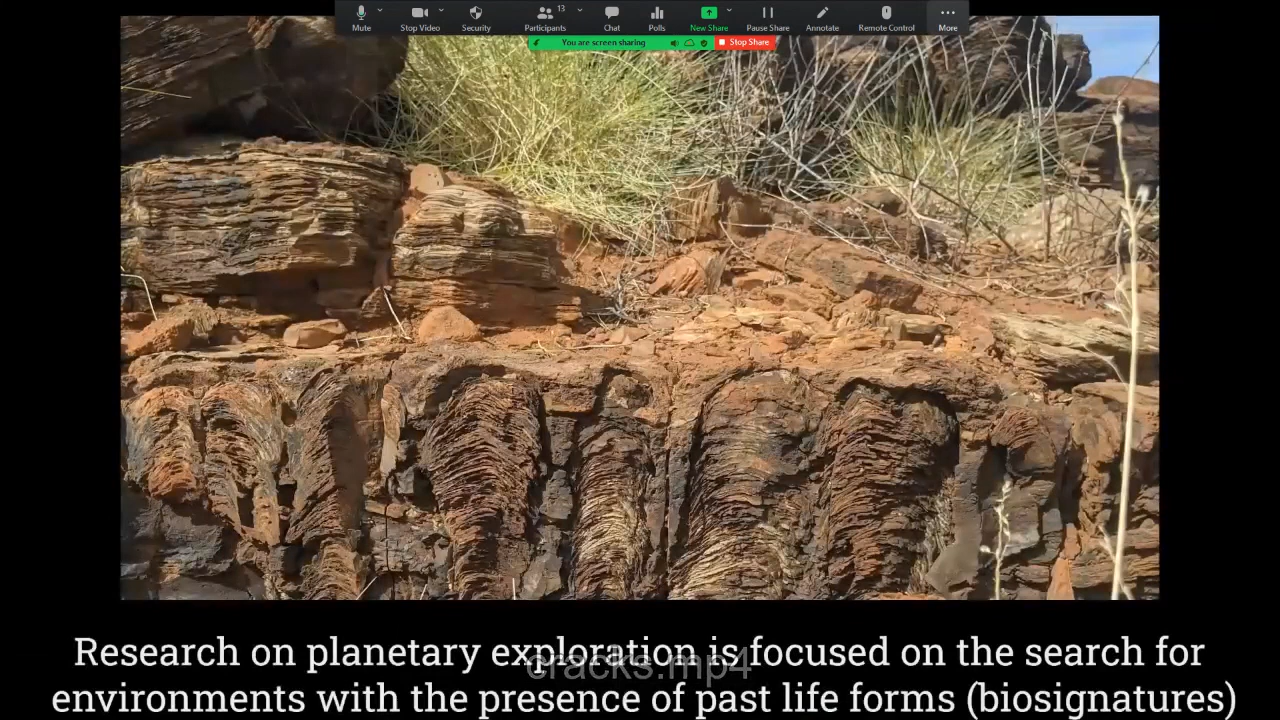 13
Mute
Stop Video
Security
Participants
Chat
Polls
New Share
Pause Share
Annotate
Remote Control
More
You are screen sharing
Stop Share
Research on planetary exploration is focused on the search for
cracks.mp4
environments with the presence of past life forms (biosignatures)